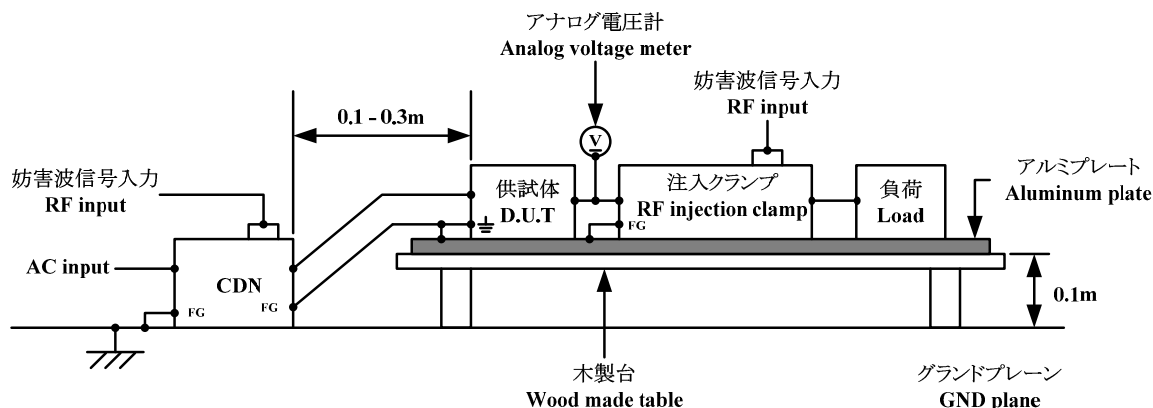 アナログ電圧計
Analog voltage meter
妨害波信号入力
RF input
0.1 - 0.3m
V
妨害波信号入力
RF input
供試体
D.U.T
注入クランプ
RF injection clamp
FG
負荷
Load
アルミプレート
Aluminum plate
AC input
CDN
FG
FG
0.1m
木製台
Wood made table
グランドプレーン
GND plane